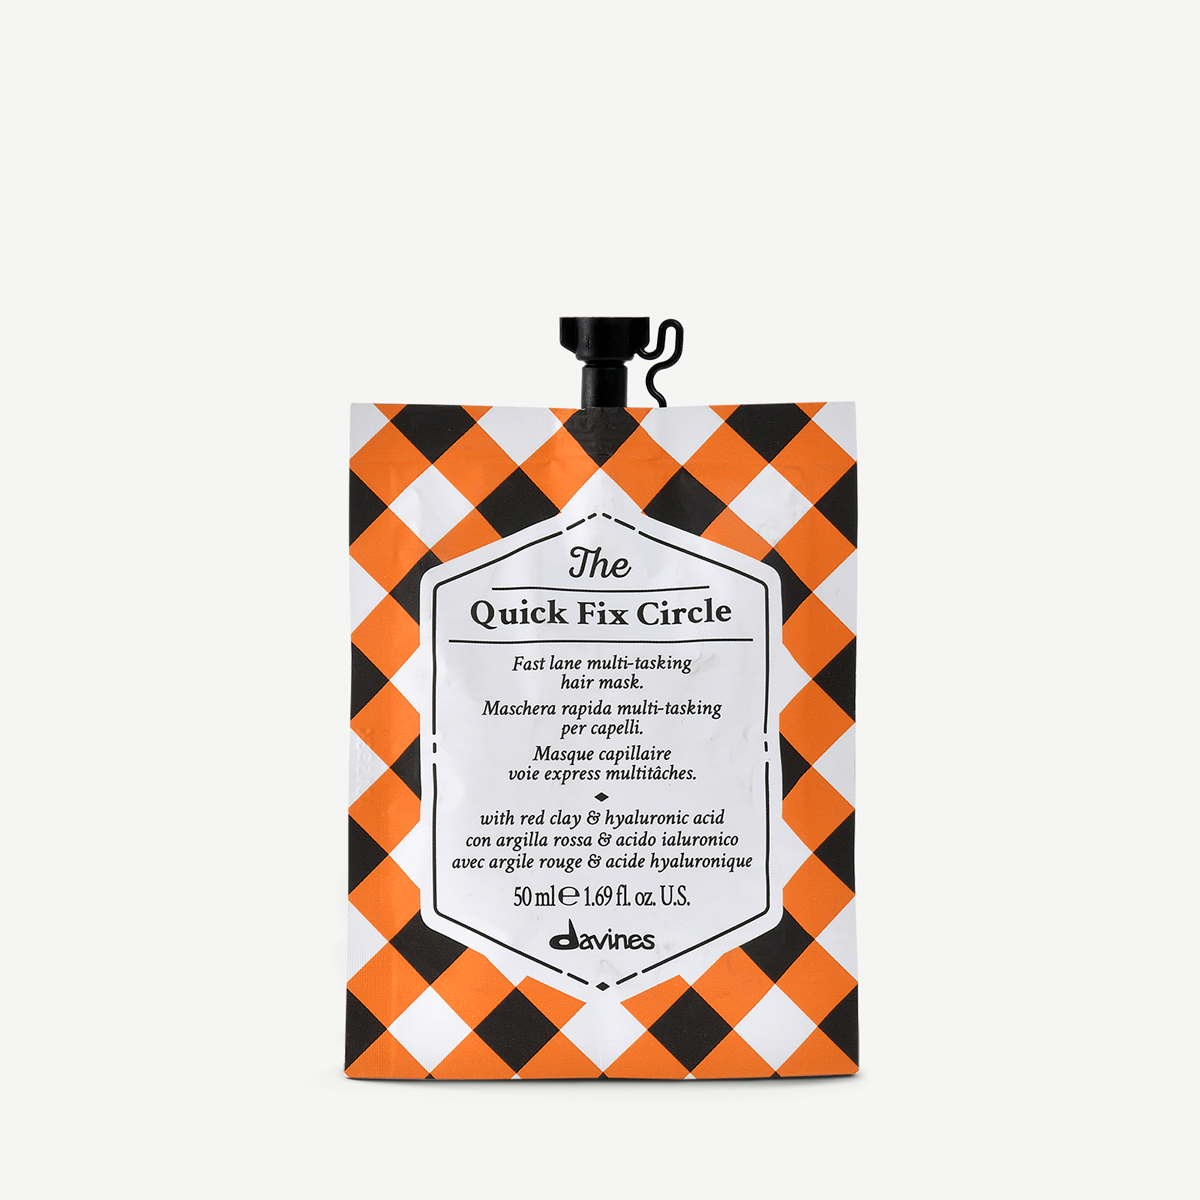 The
Quick Fix Circle
Fast lane multi-tasking
hair mask.
Maschera rapida multi-tasking
per capelli.
Masque capillaire
voie express multitâches.
with red clay & hyaluronic acid
con argilla rossa & acido ialuronico
avec argile rouge & acide hyaluronique
50 ml ℮ 1.69 fl. oz. U.S.
davines